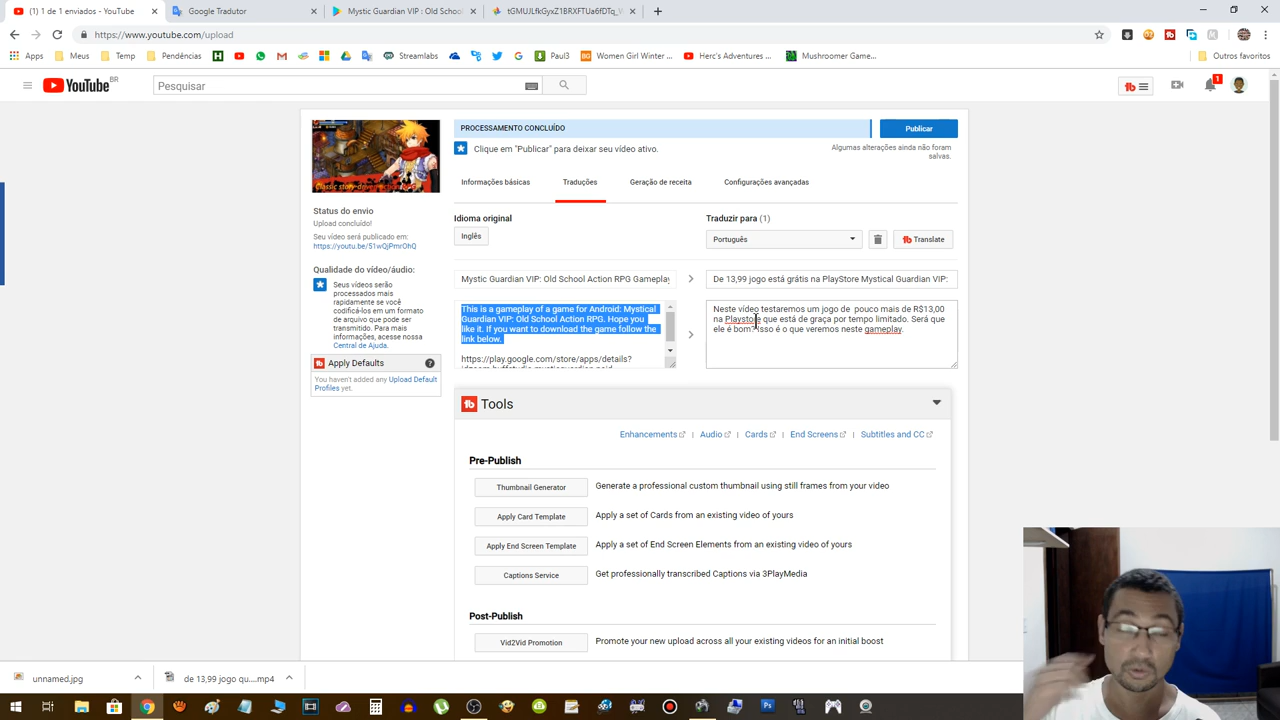 (1) 1 de 1 enviados - YouTube
Google Tradutor
Mystic Guardian VIP : Old School
https://www.youtube.com/upload
Apps
Meus
Temp
Pendências
Streamlabs
Paul3
Women Girl Winter ...
Herc's Adventures ...
Mushroomer Game...
Outros favoritos
YouTube BR
Pesquisar
1
PROCESSAMENTO CONCLUÍDO
Publicar
Clique em "Publicar" para deixar seu vídeo ativo.
Algumas alterações ainda não foram
salvas.
Informações básicas
Traduções
Geração de receita
Configurações avançadas
Status do envio
Upload concluído!
Seu vídeo será publicado em:
https://youtu.be/51wQjPmrOhQ
Qualidade do vídeo/áudio:
Seus vídeos serão
processados mais
rapidamente se você
codificá-los em um
formato de arquivo que pode ser
transmitido. Para mais
informações, acesse nossa
Central de Ajuda.
Apply Defaults
You haven't added any Upload Default
Profiles yet.
Idioma original
Inglês
Traduzir para (1)
Português
Translate
Mystic Guardian VIP: Old School Action RPG Gameplay
De 13,99 jogo está grátis na PlayStore Mystical Guardian VIP:
This is a gameplay of a game for Android: Mystical
Guardian VIP: Old School Action RPG. Hope you
like it. If you want to download the game follow the
link below.
https://play.google.com/store/apps/details?
Neste vídeo testaremos um jogo de pouco mais de R$13,00
na Playstore que está de graça por tempo limitado. Será que
ele é bom? Isso é o que veremos neste gameplay.
Tools
Enhancements | Audio | Cards | End Screens | Subtitles and CC
Pre-Publish
Thumbnail Generator
Generate a professional custom thumbnail using still frames from your video
Apply Card Template
Apply a set of Cards from an existing video of yours
Apply End Screen Template
Apply a set of End Screen Elements from an existing video of yours
Captions Service
Get professionally transcribed Captions via 3PlayMedia
Post-Publish
Vid2Vid Promotion
Promote your new upload across all your existing videos for an initial boost
unnamed.jpg
de 13,99 jogo qu....mp4